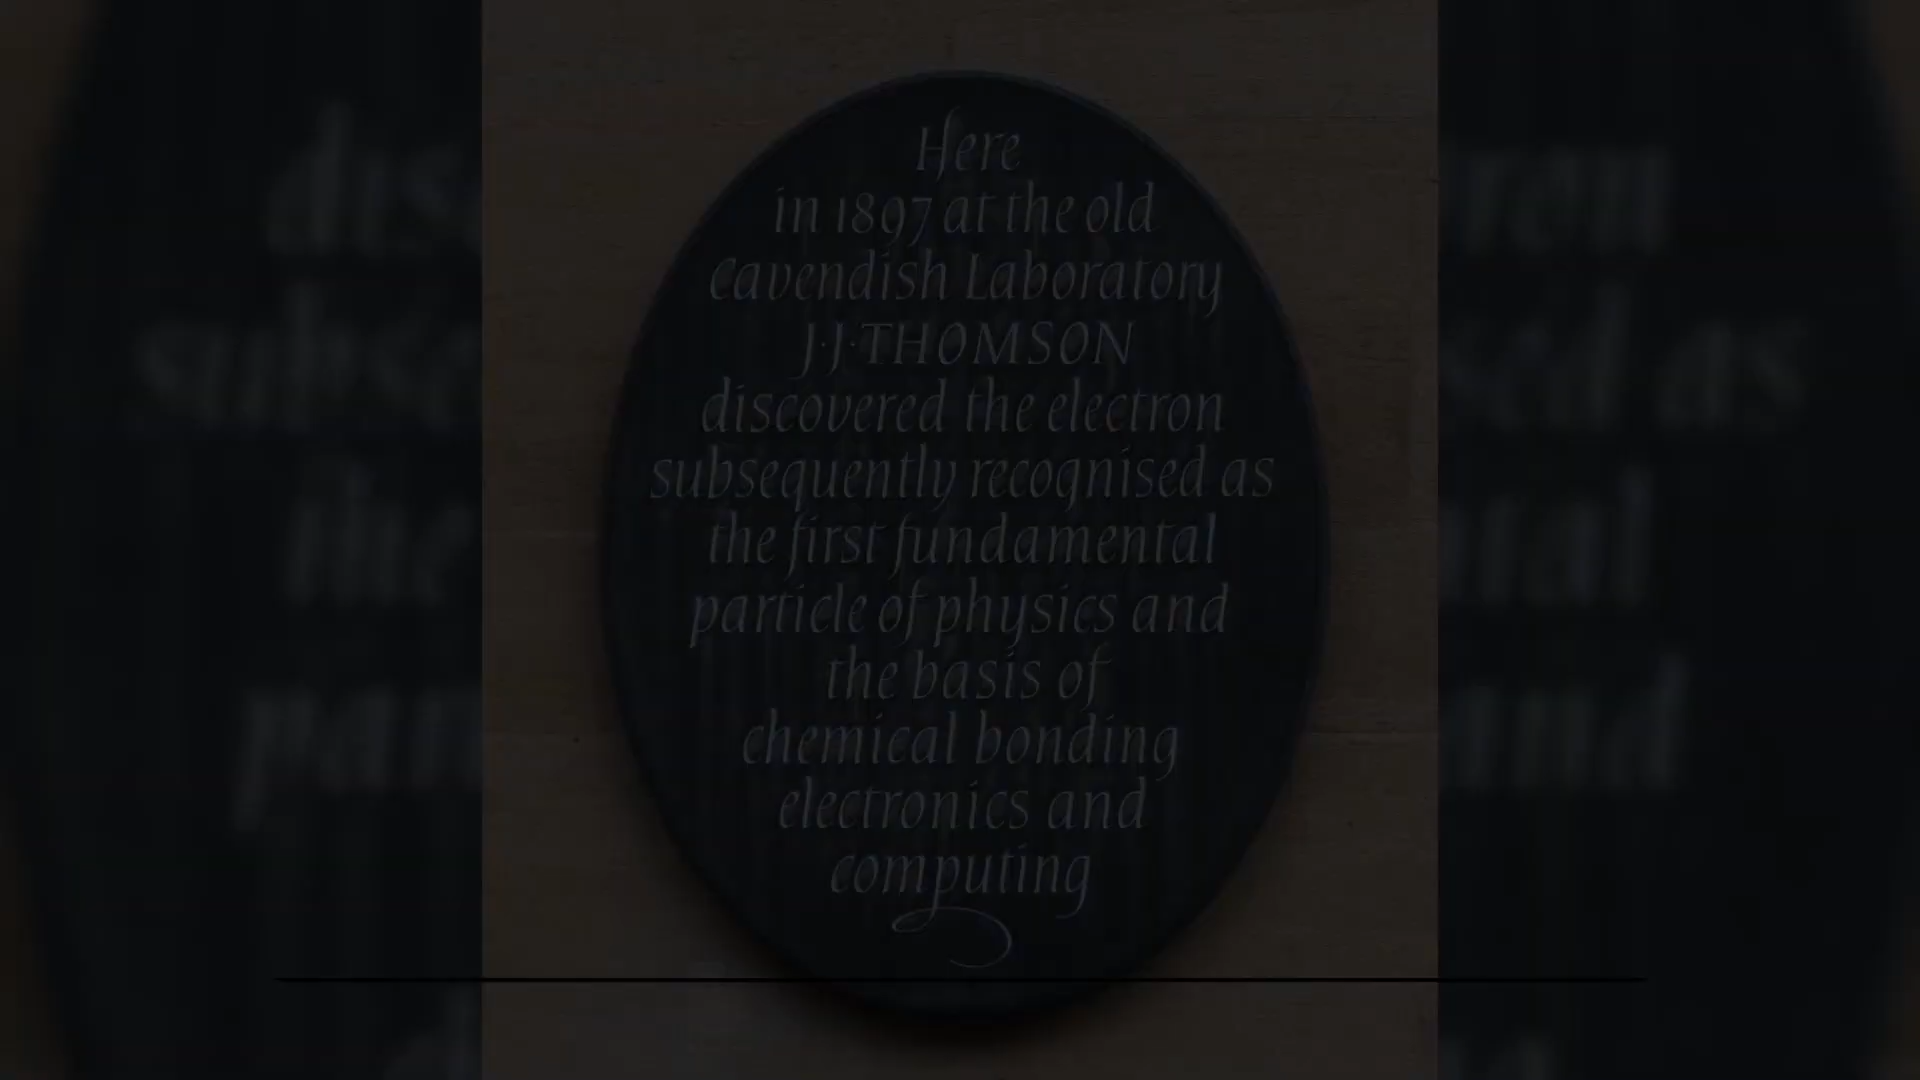 Here
in 1897 at the old
Cavendish Laboratory
J·J·THOMSON
discovered the electron
subsequently recognised as
the first fundamental
particle of physics and
the basis of
chemical bonding
electronics and
computing